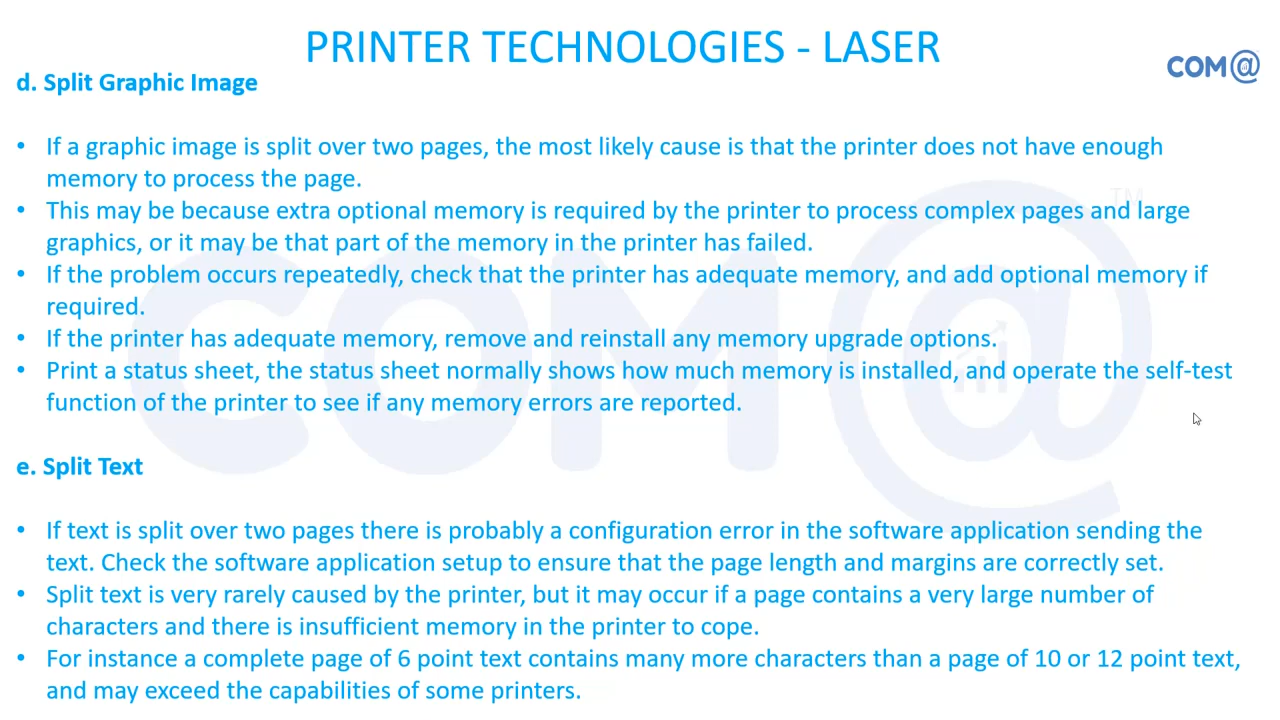 PRINTER TECHNOLOGIES - LASER
COM@
d. Split Graphic Image
• If a graphic image is split over two pages, the most likely cause is that the printer does not have enough
memory to process the page.
• This may be because extra optional memory is required by the printer to process complex pages and large
graphics, or it may be that part of the memory in the printer has failed.
• If the problem occurs repeatedly, check that the printer has adequate memory, and add optional memory if
required.
• If the printer has adequate memory, remove and reinstall any memory upgrade options.
• Print a status sheet, the status sheet normally shows how much memory is installed, and operate the self-test
function of the printer to see if any memory errors are reported.
COM@ TM
e. Split Text
• If text is split over two pages there is probably a configuration error in the software application sending the
text. Check the software application setup to ensure that the page length and margins are correctly set.
• Split text is very rarely caused by the printer, but it may occur if a page contains a very large number of
characters and there is insufficient memory in the printer to cope.
• For instance a complete page of 6 point text contains many more characters than a page of 10 or 12 point text,
and may exceed the capabilities of some printers.